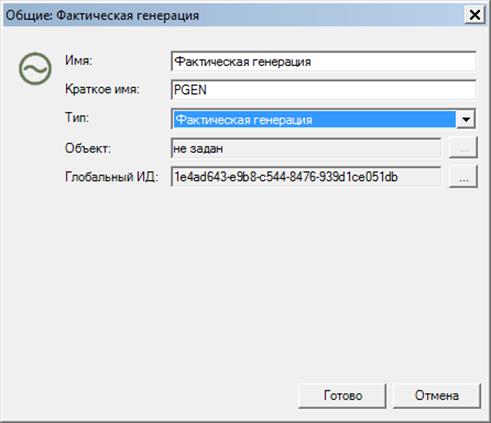 Общие: Фактическая генерация
Имя: Фактическая генерация
Краткое имя: PGEN
Тип: Фактическая генерация
Объект: не задан ...
Глобальный ИД: 1e4ad643-e9b8-c544-8476-939d1ce051db ...
Готово Отмена